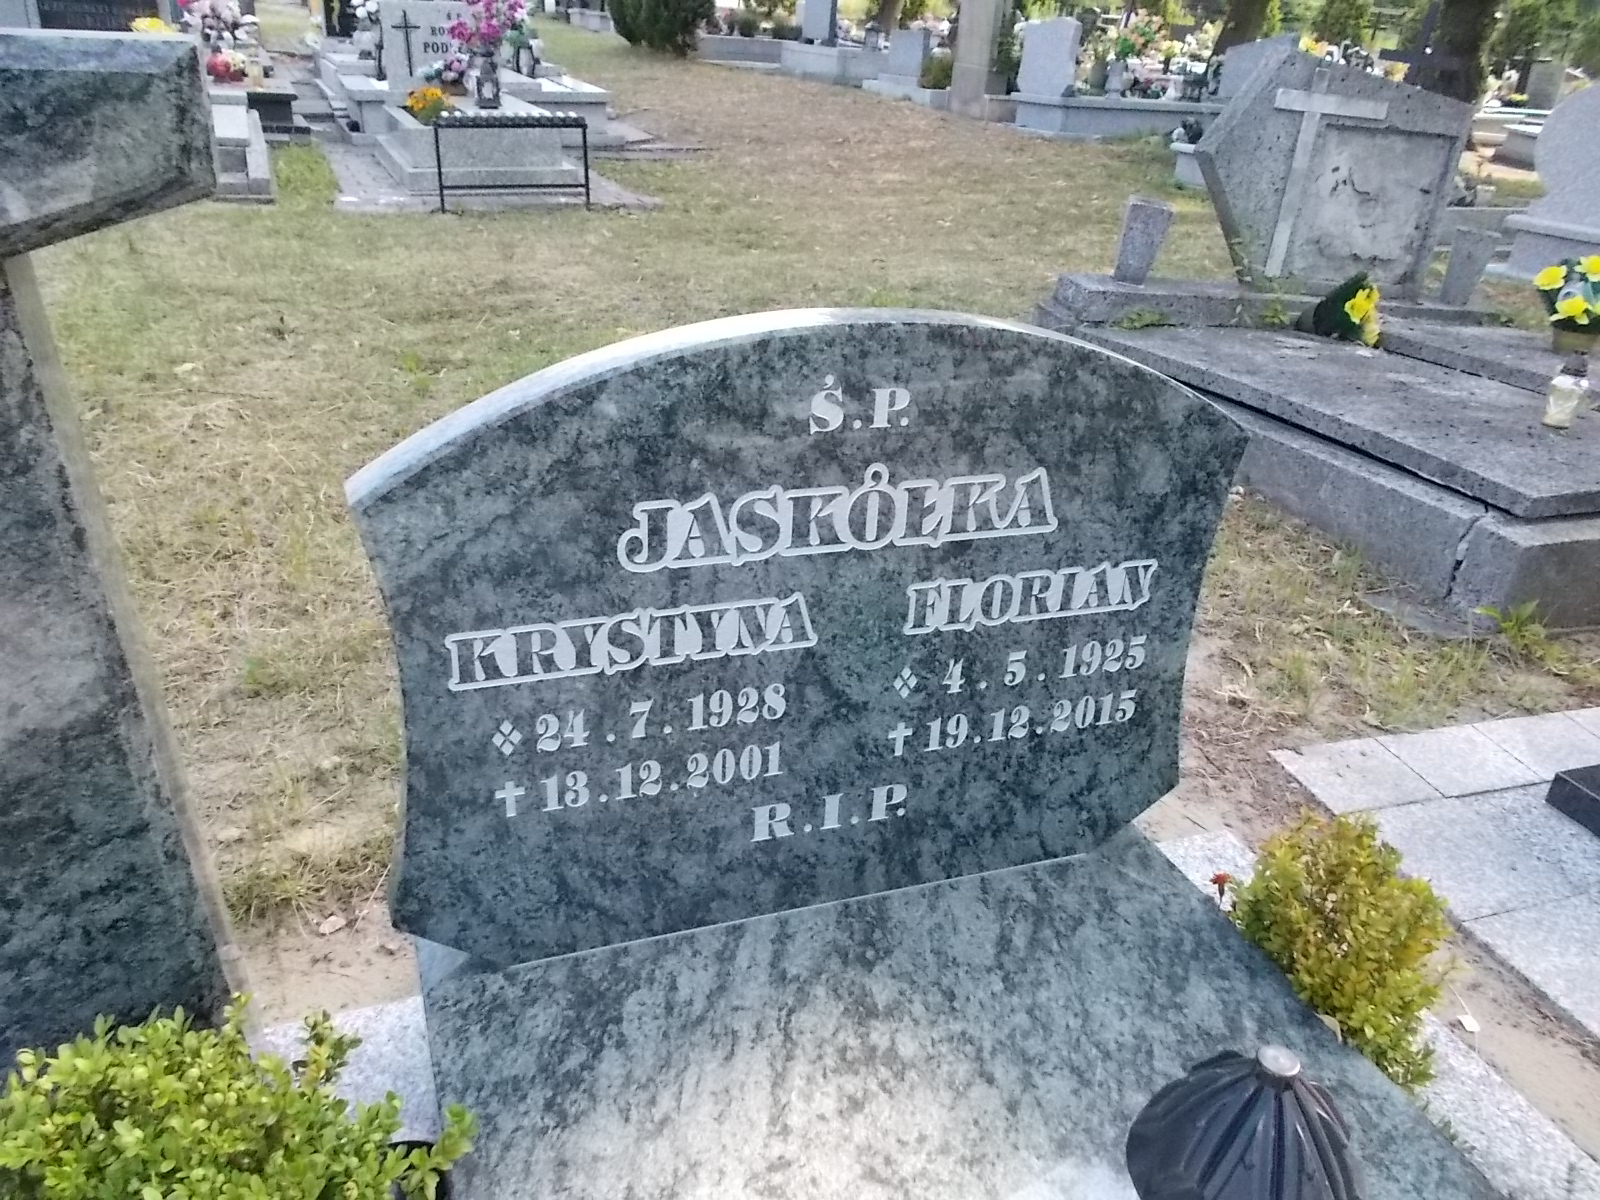 Ś.P.
JASKÓŁKA
KRYSTYNA
❖ 24.7.1928
✝ 13.12.2001
FLORIAN
❖ 4.5.1925
✝ 19.12.2015
R.I.P.